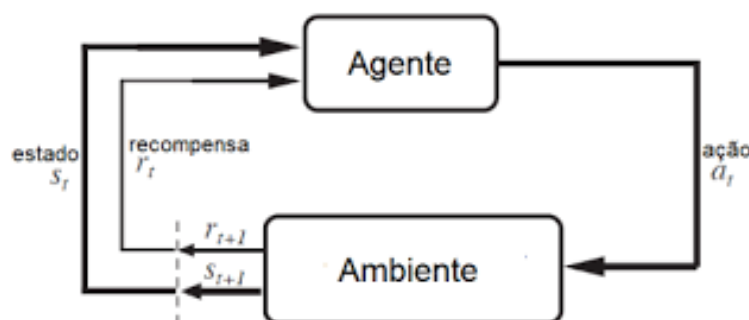 Agente
estado
s_t
recompensa
r_t
ação
a_t
r_{t+1}
s_{t+1}
Ambiente